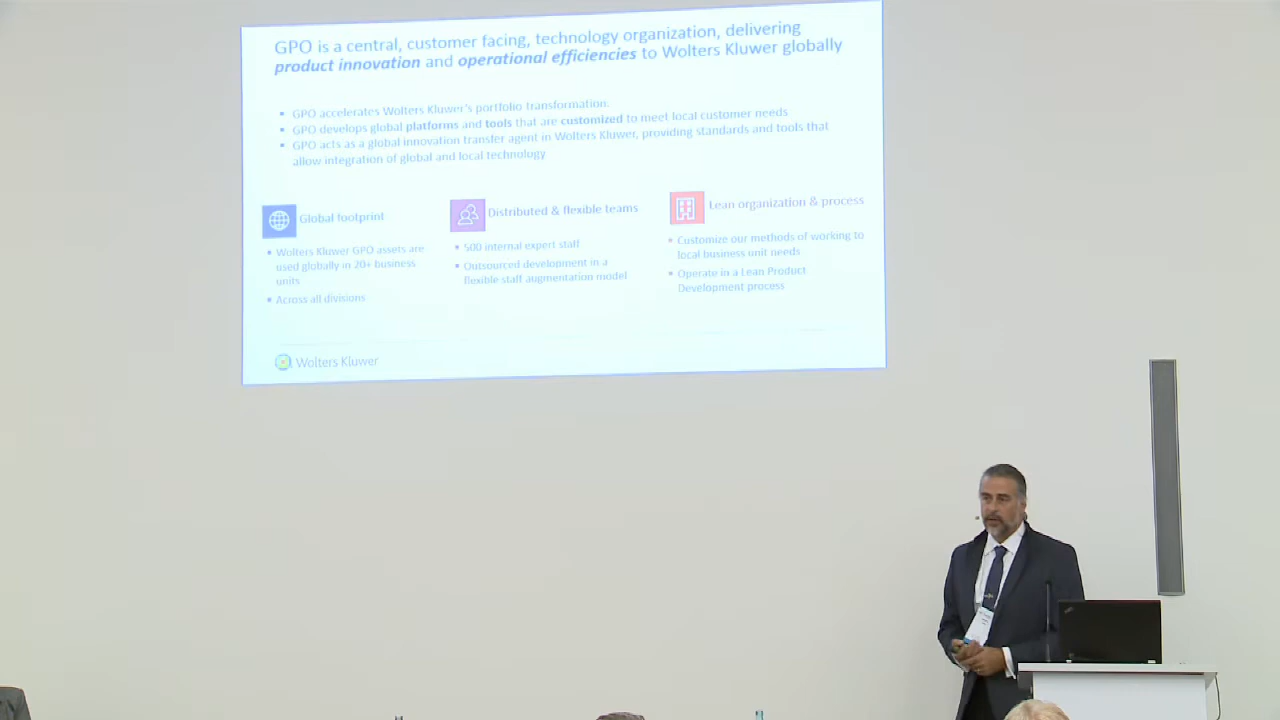 GPO is a central, customer facing, technology organization, delivering
product innovation and operational efficiencies to Wolters Kluwer globally
▪ GPO accelerates Wolters Kluwer's portfolio transformation.
▪ GPO develops global platforms and tools that are customized to meet local customer needs
▪ GPO acts as a global innovation transfer agent in Wolters Kluwer, providing standards and tools that
allow integration of global and local technology
Global footprint
▪ Wolters Kluwer GPO assets are
used globally in 20+ business
units
▪ Across all divisions
Distributed & flexible teams
▪ 500 internal expert staff
▪ Outsourced development in a
flexible staff augmentation model
Lean organization & process
▪ Customize our methods of working to
local business unit needs
▪ Operate in a Lean Product
Development process
Wolters Kluwer